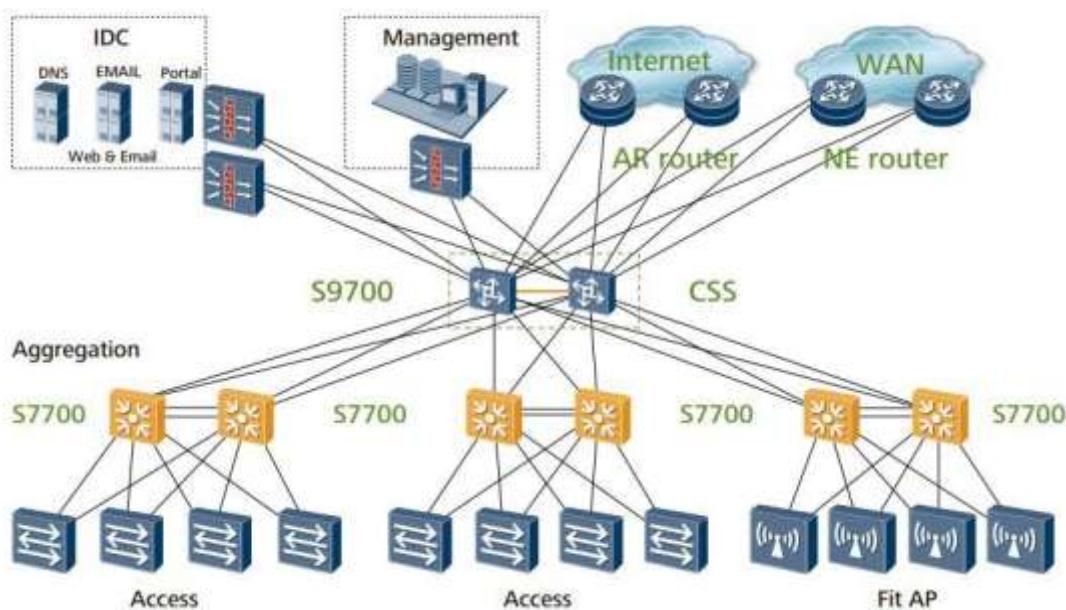 IDC
Management
DNS
EMAIL
Portal
Web & Email
Internet
WAN
AR router
NE router
S9700
CSS
Aggregation
S7700
S7700
S7700
S7700
Access
Access
Fit AP